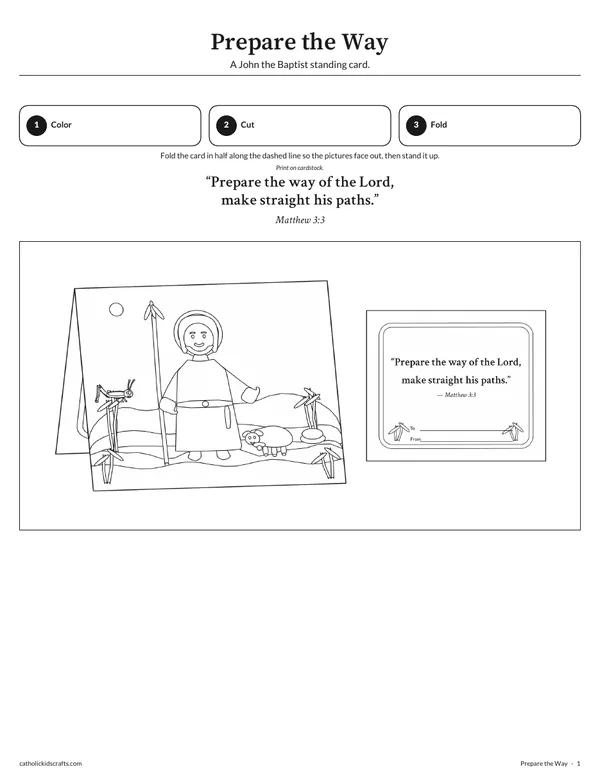 Prepare the Way
A John the Baptist standing card.
1 Color
2 Cut
3 Fold
Fold the card in half along the dashed line so the pictures face out, then stand it up.
Print on cardstock.
“Prepare the way of the Lord,
make straight his paths.”
Matthew 3:3
“Prepare the way of the Lord,
make straight his paths.”
— Matthew 3:3
To
From
catholickidscrafts.com
Prepare the Way - 1